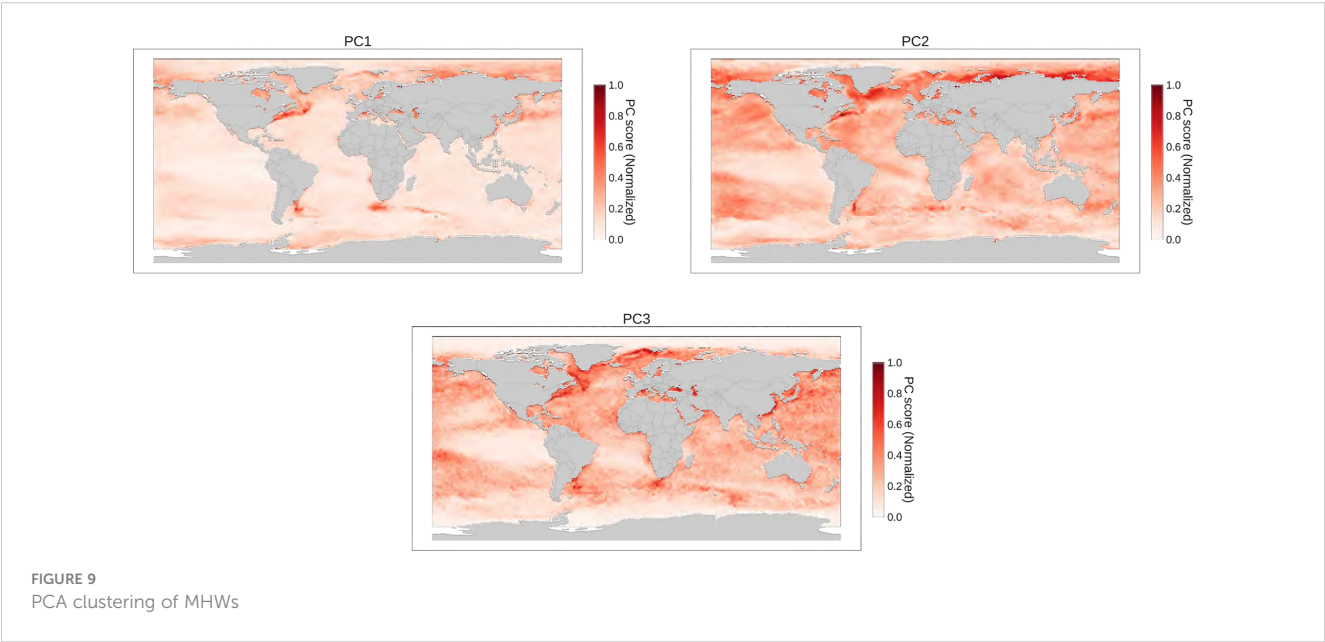 PC1
1.0
0.8
0.6
0.4
0.2
0.0
PC score (Normalized)
PC2
1.0
0.8
0.6
0.4
0.2
0.0
PC score (Normalized)
PC3
1.0
0.8
0.6
0.4
0.2
0.0
PC score (Normalized)
FIGURE 9
PCA clustering of MHWs